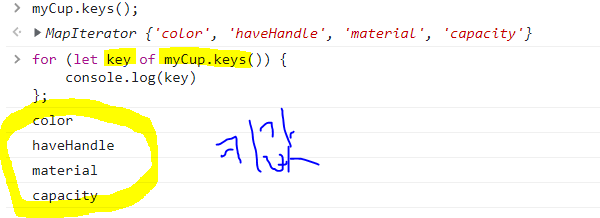 > myCup.keys();
< ▸ MapIterator {'color', 'haveHandle', 'material', 'capacity'}
> for (let key of myCup.keys()) {
console.log(key)
};
color
haveHandle
material
capacity
키값